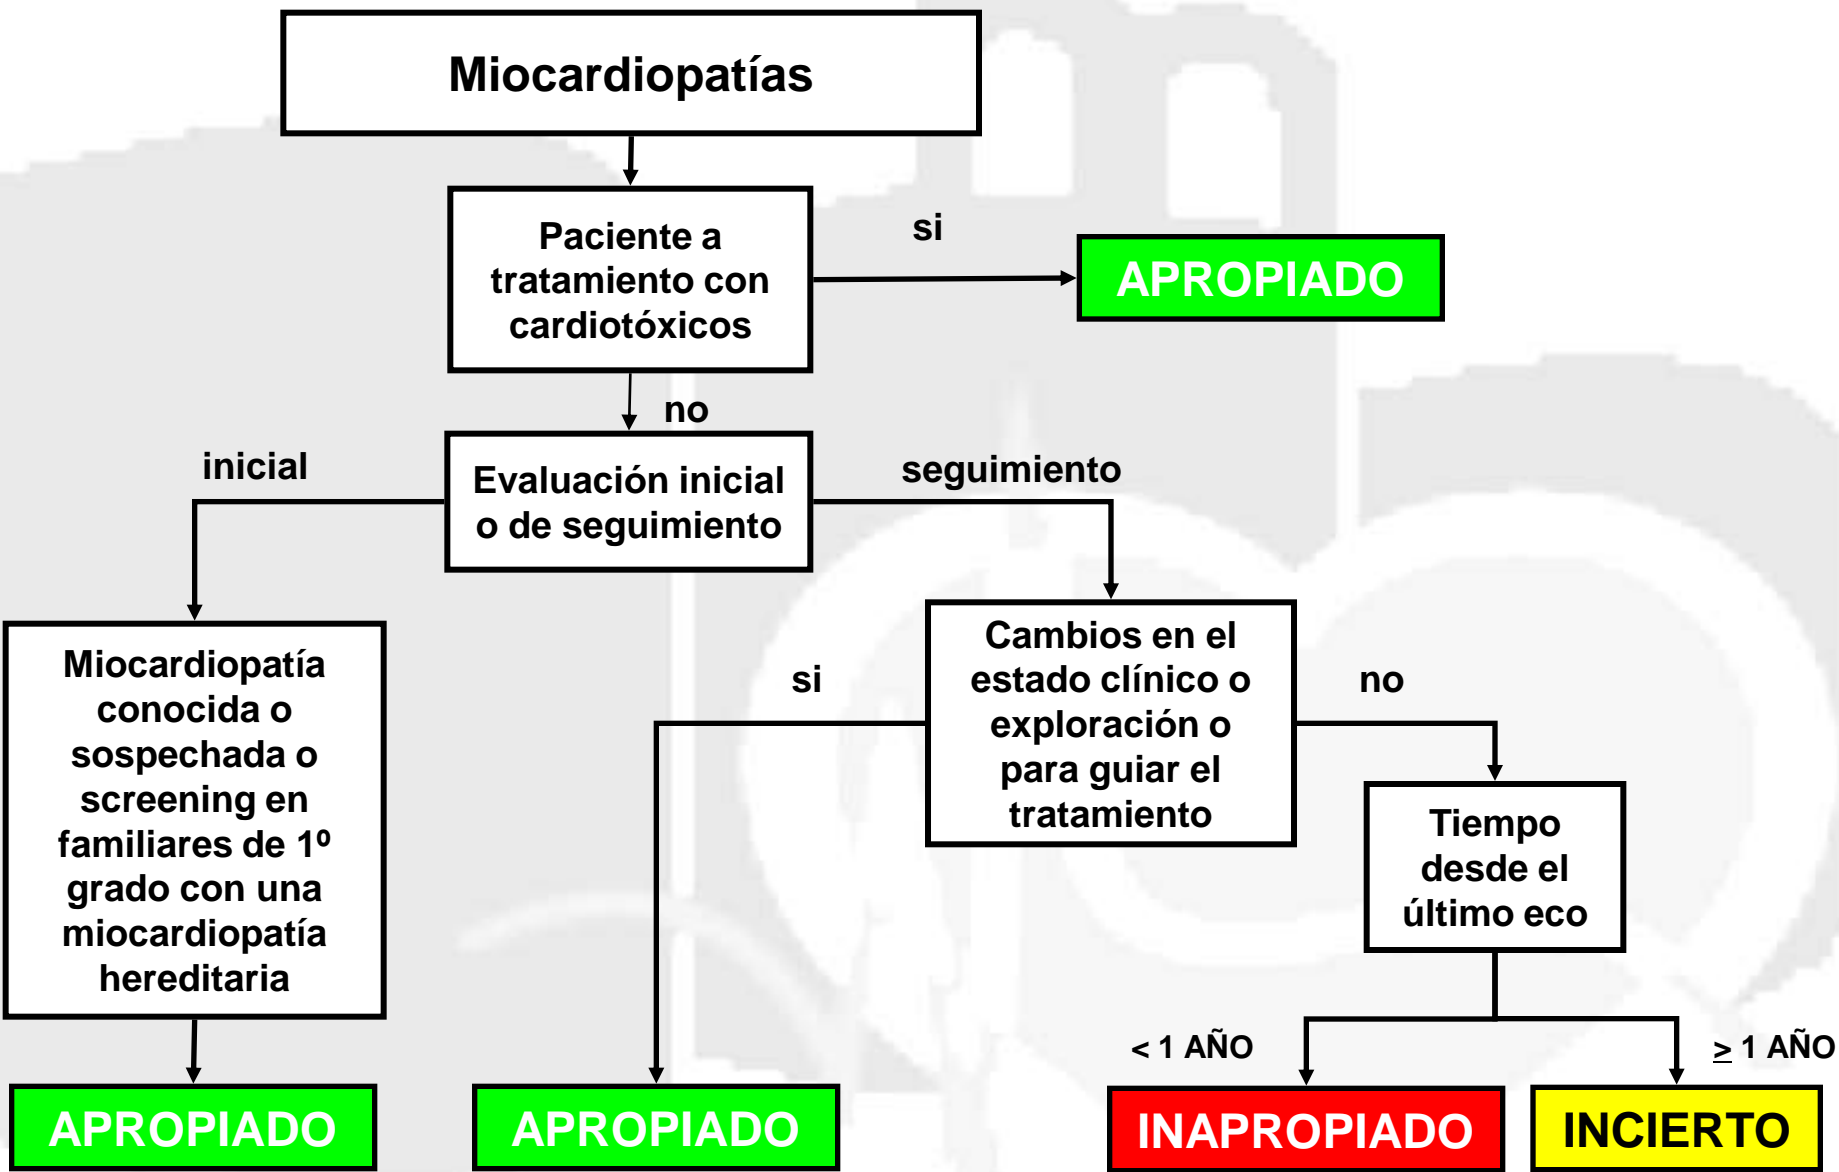 Miocardiopatías
Paciente a
tratamiento con
cardiotóxicos
si
APROPIADO
no
inicial
Evaluación inicial
o de seguimiento
seguimiento
Miocardiopatía
conocida o
sospechada o
screening en
familiares de 1º
grado con una
miocardiopatía
hereditaria
si
Cambios en el
estado clínico o
exploración o
para guiar el
tratamiento
no
Tiempo
desde el
último eco
< 1 AÑO
≥ 1 AÑO
APROPIADO
APROPIADO
INAPROPIADO
INCIERTO